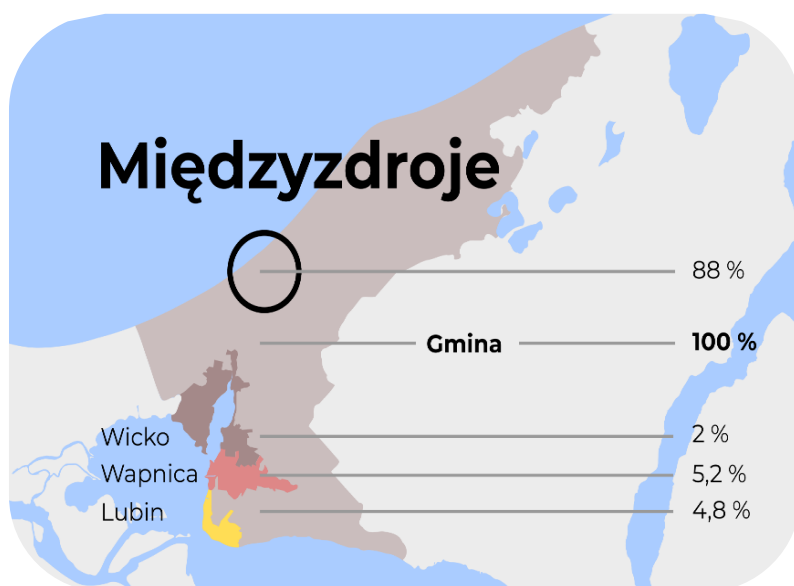 Międzyzdroje
88 %
Gmina 100 %
Wicko 2 %
Wapnica 5,2 %
Lubin 4,8 %